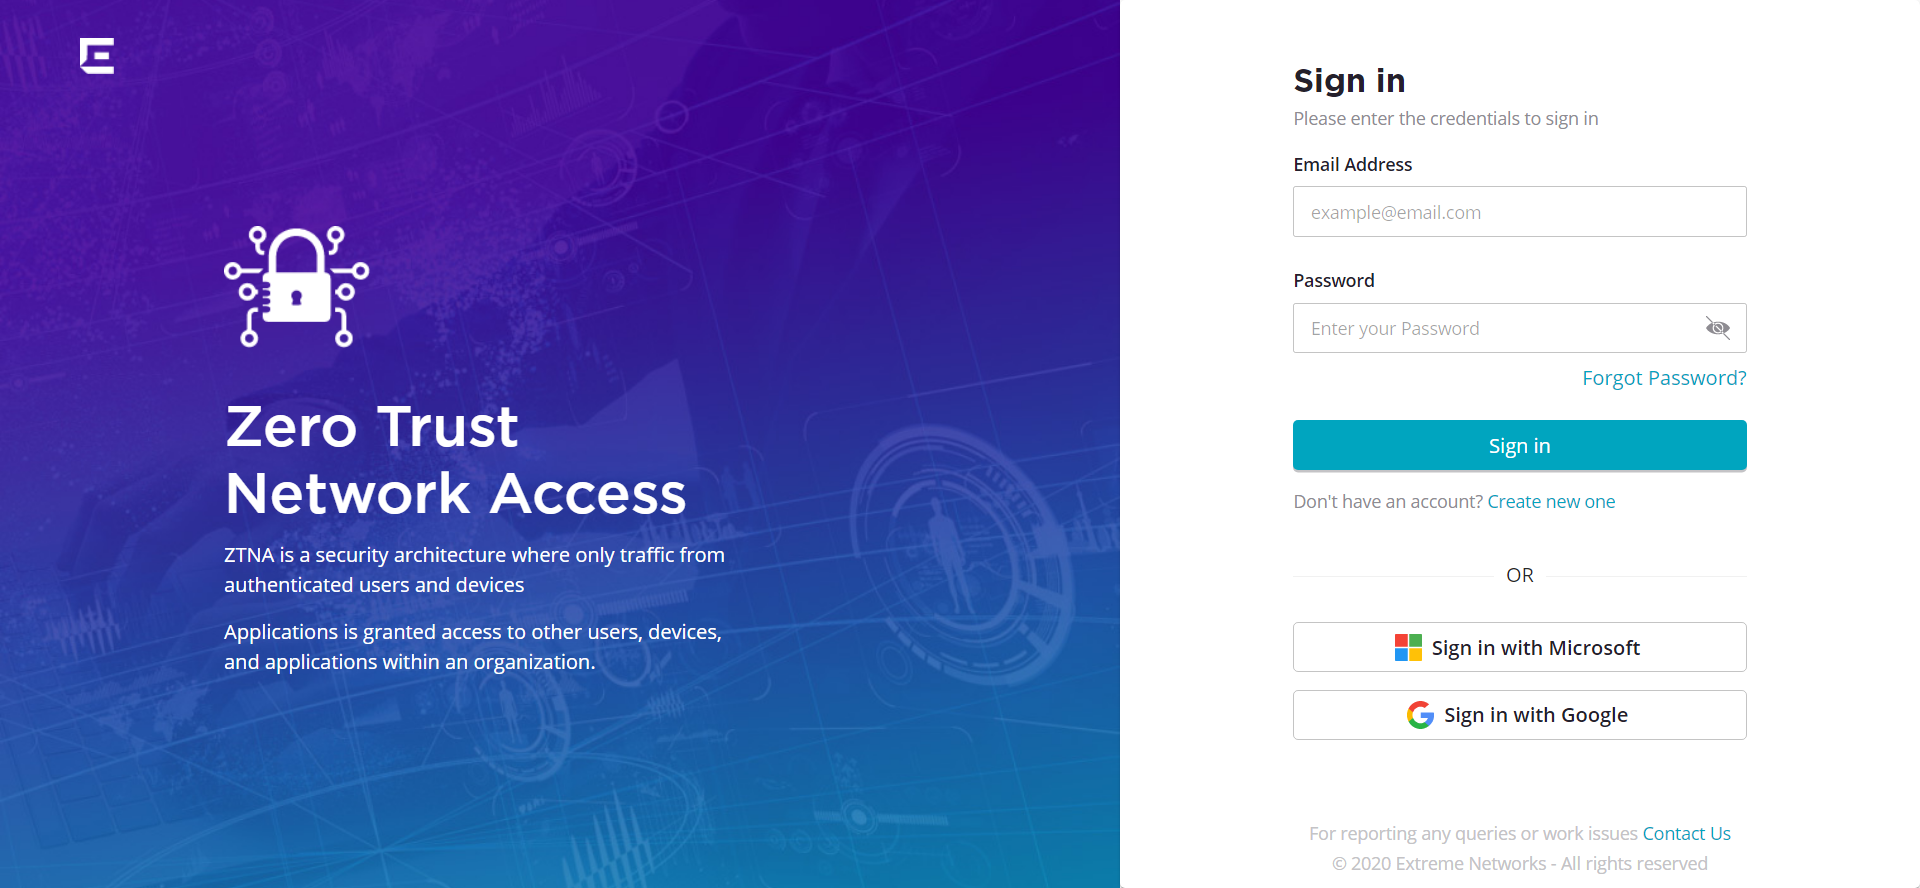 Zero Trust
Network Access
ZTNA is a security architecture where only traffic from
authenticated users and devices
Applications is granted access to other users, devices,
and applications within an organization.
Sign in
Please enter the credentials to sign in
Email Address
example@email.com
Password
Enter your Password
Forgot Password?
Sign in
Don't have an account? Create new one
OR
Sign in with Microsoft
Sign in with Google
For reporting any queries or work issues Contact Us
© 2020 Extreme Networks - All rights reserved